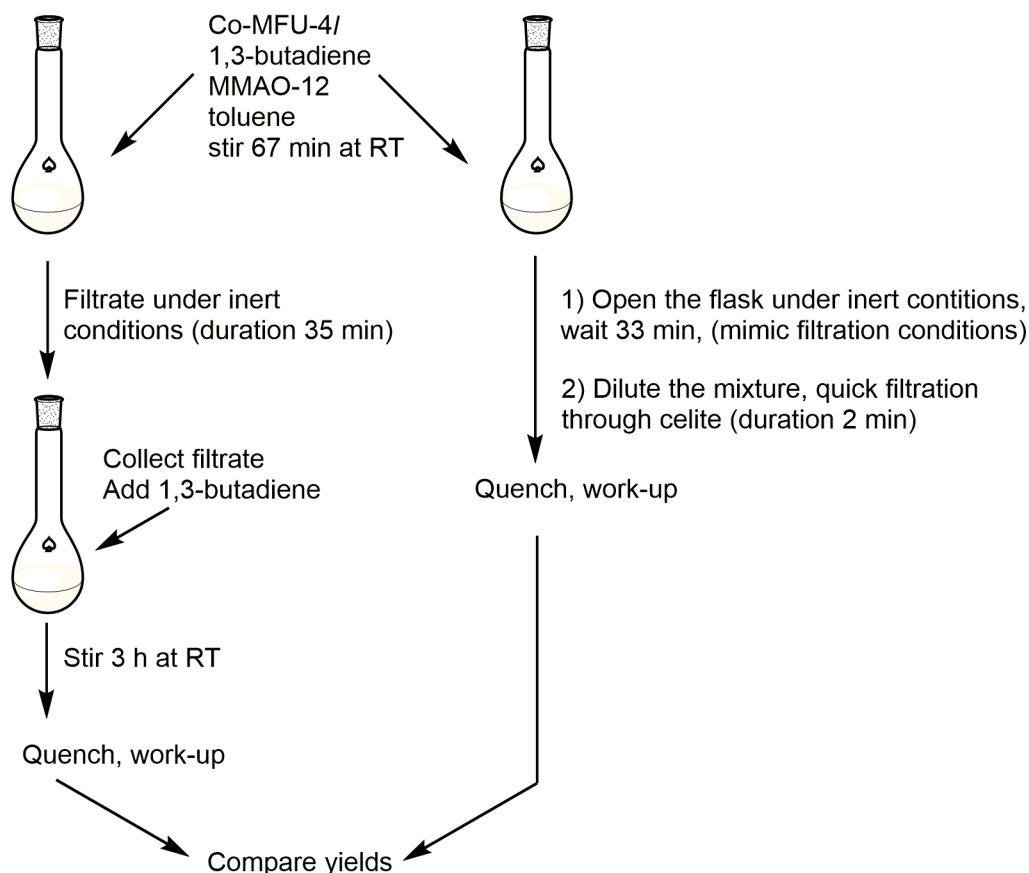 Co-MFU-4l
1,3-butadiene
MMAO-12
toluene
stir 67 min at RT
Filtrate under inert
conditions (duration 35 min)
1) Open the flask under inert contitions,
wait 33 min, (mimic filtration conditions)
2) Dilute the mixture, quick filtration
through celite (duration 2 min)
Collect filtrate
Add 1,3-butadiene
Quench, work-up
Stir 3 h at RT
Quench, work-up
Compare yields